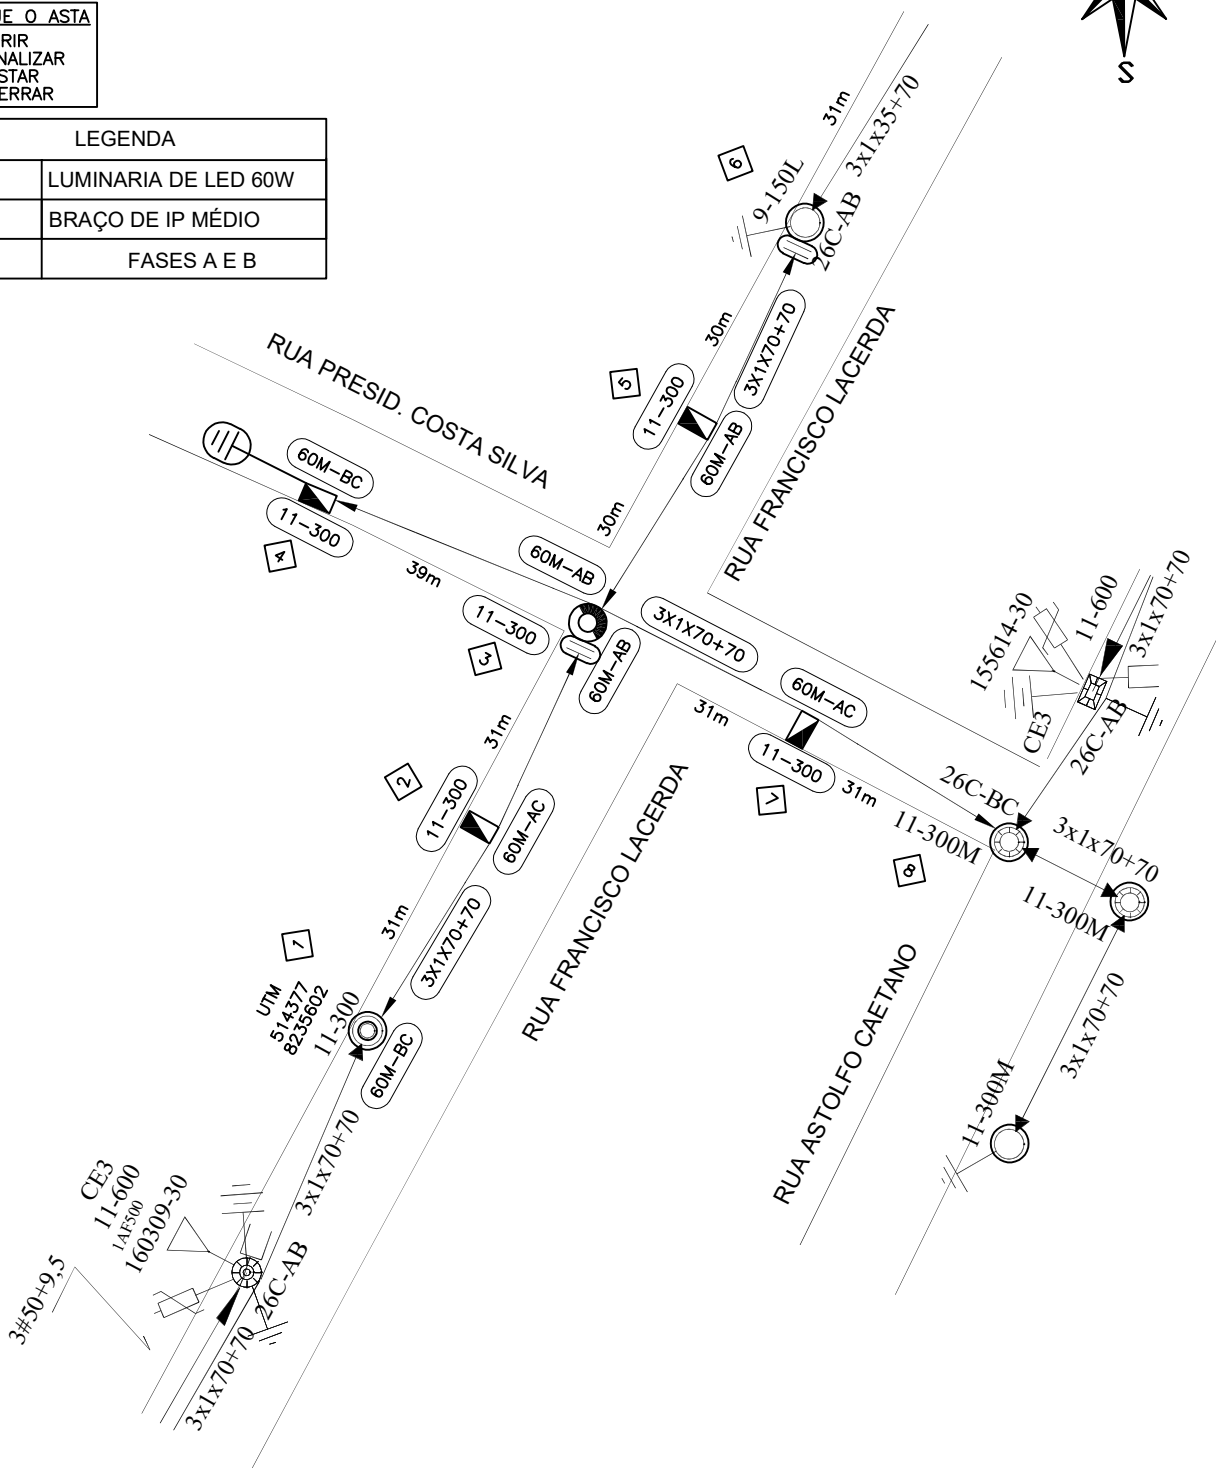 O ASTA
S
LEGENDA
LUMINARIA DE LED 60W
BRAÇO DE IP MÉDIO
FASES A E B
31m
3x1x35+70
6
9-150L
26C-AB
30m
3X1X70+70
5
11-300
60M-AB
RUA PRESID. COSTA SILVA
RUA FRANCISCO LACERDA
60M-BC
11-300
4
39m
30m
60M-AB
11-300
3
60M-AB
3X1X70+70
31m
60M-AC
11-300
7
31m
155614-30
11-600
3x1x70+70
CE3
26C-AB
26C-BC
11-300M
8
3x1x70+70
11-300M
31m
2
11-300
60M-AC
31m
3X1X70+70
RUA FRANCISCO LACERDA
1
UTM
514377
8235602
11-300
60M-BC
RUA ASTOLFO CAETANO
3x1x70+70
11-300M
3x1x70+70
CE3
11-600
1AF500
160309-30
26C-AB
3#50+9,5
3x1x70+70